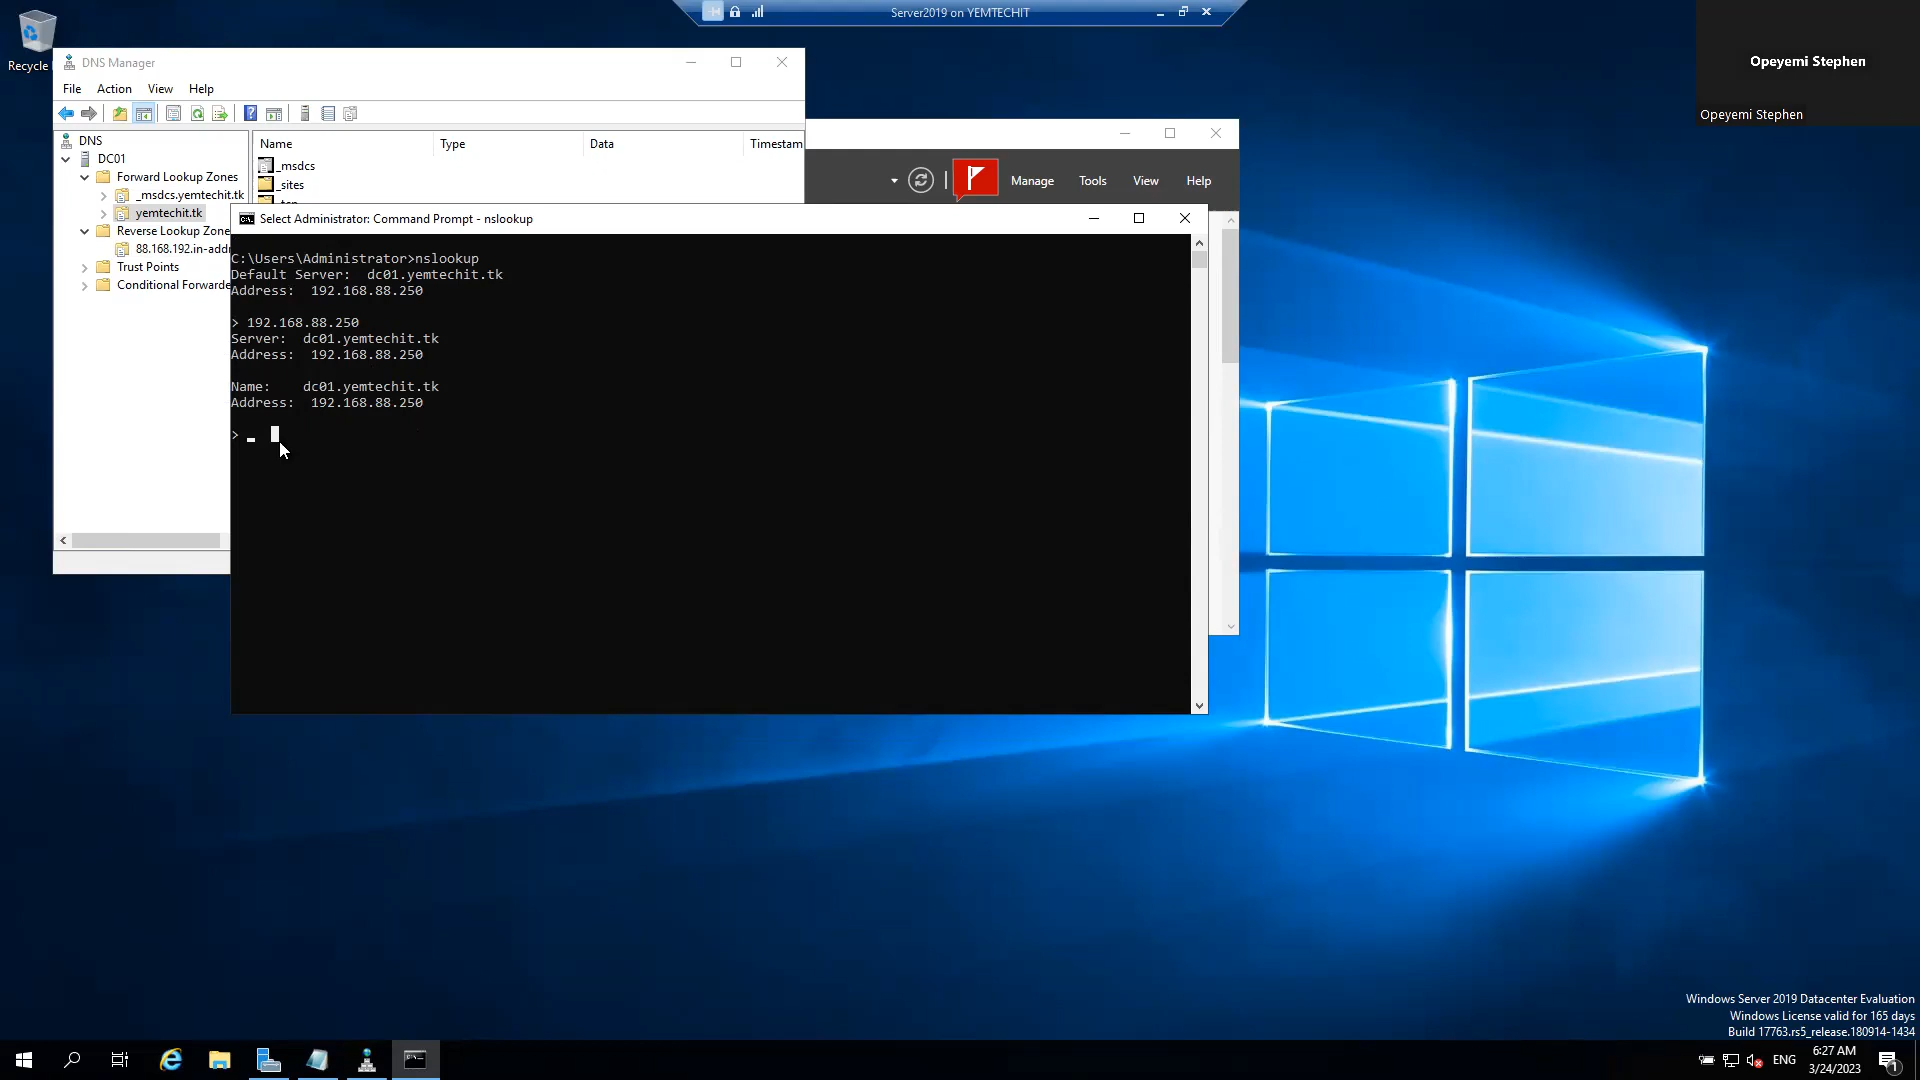 Server2019 on YEMTECHIT
Opeyemi Stephen
Opeyemi Stephen
Recycle
DNS Manager
File Action View Help
DNS
DC01
Forward Lookup Zones
_msdcs.yemtechit.tk
yemtechit.tk
Reverse Lookup Zone
88.168.192.in-addr
Trust Points
Conditional Forwarde
Name Type Data Timestam
_msdcs
_sites
Manage Tools View Help
Select Administrator: Command Prompt - nslookup
C:\Users\Administrator>nslookup
Default Server:  dc01.yemtechit.tk
Address:  192.168.88.250
> 192.168.88.250
Server:  dc01.yemtechit.tk
Address:  192.168.88.250
Name:    dc01.yemtechit.tk
Address:  192.168.88.250
> _
Windows Server 2019 Datacenter Evaluation
Windows License valid for 165 days
Build 17763.rs5_release.180914-1434
ENG
6:27 AM
3/24/2023
1